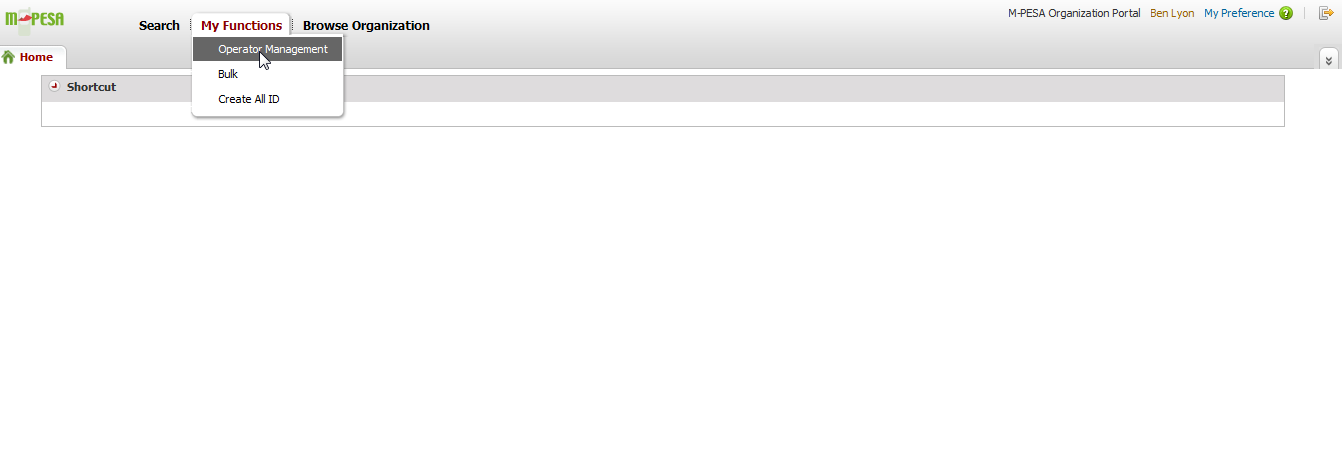 M-PESA
Search My Functions Browse Organization
M-PESA Organization Portal Ben Lyon My Preference ?
Operator Management
Home
Bulk
Shortcut
Create All ID